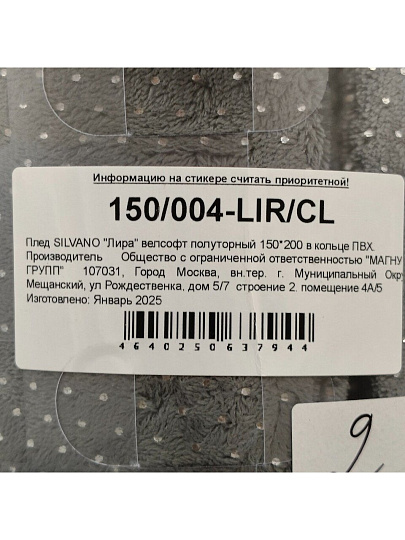 Информацию на стикере считать приоритетной!
150/004-LIR/CL
Плед SILVANO "Лира" велсофт полуторный 150*200 в кольце ПВХ.
Производитель Общество с ограниченной ответственностью "МАГНУ
ГРУПП" 107031, Город Москва, вн.тер. г. Муниципальный Окру
Мещанский, ул Рождественка, дом 5/7 строение 2, помещение 4А/5
Изготовлено: Январь 2025
4640250637944
9